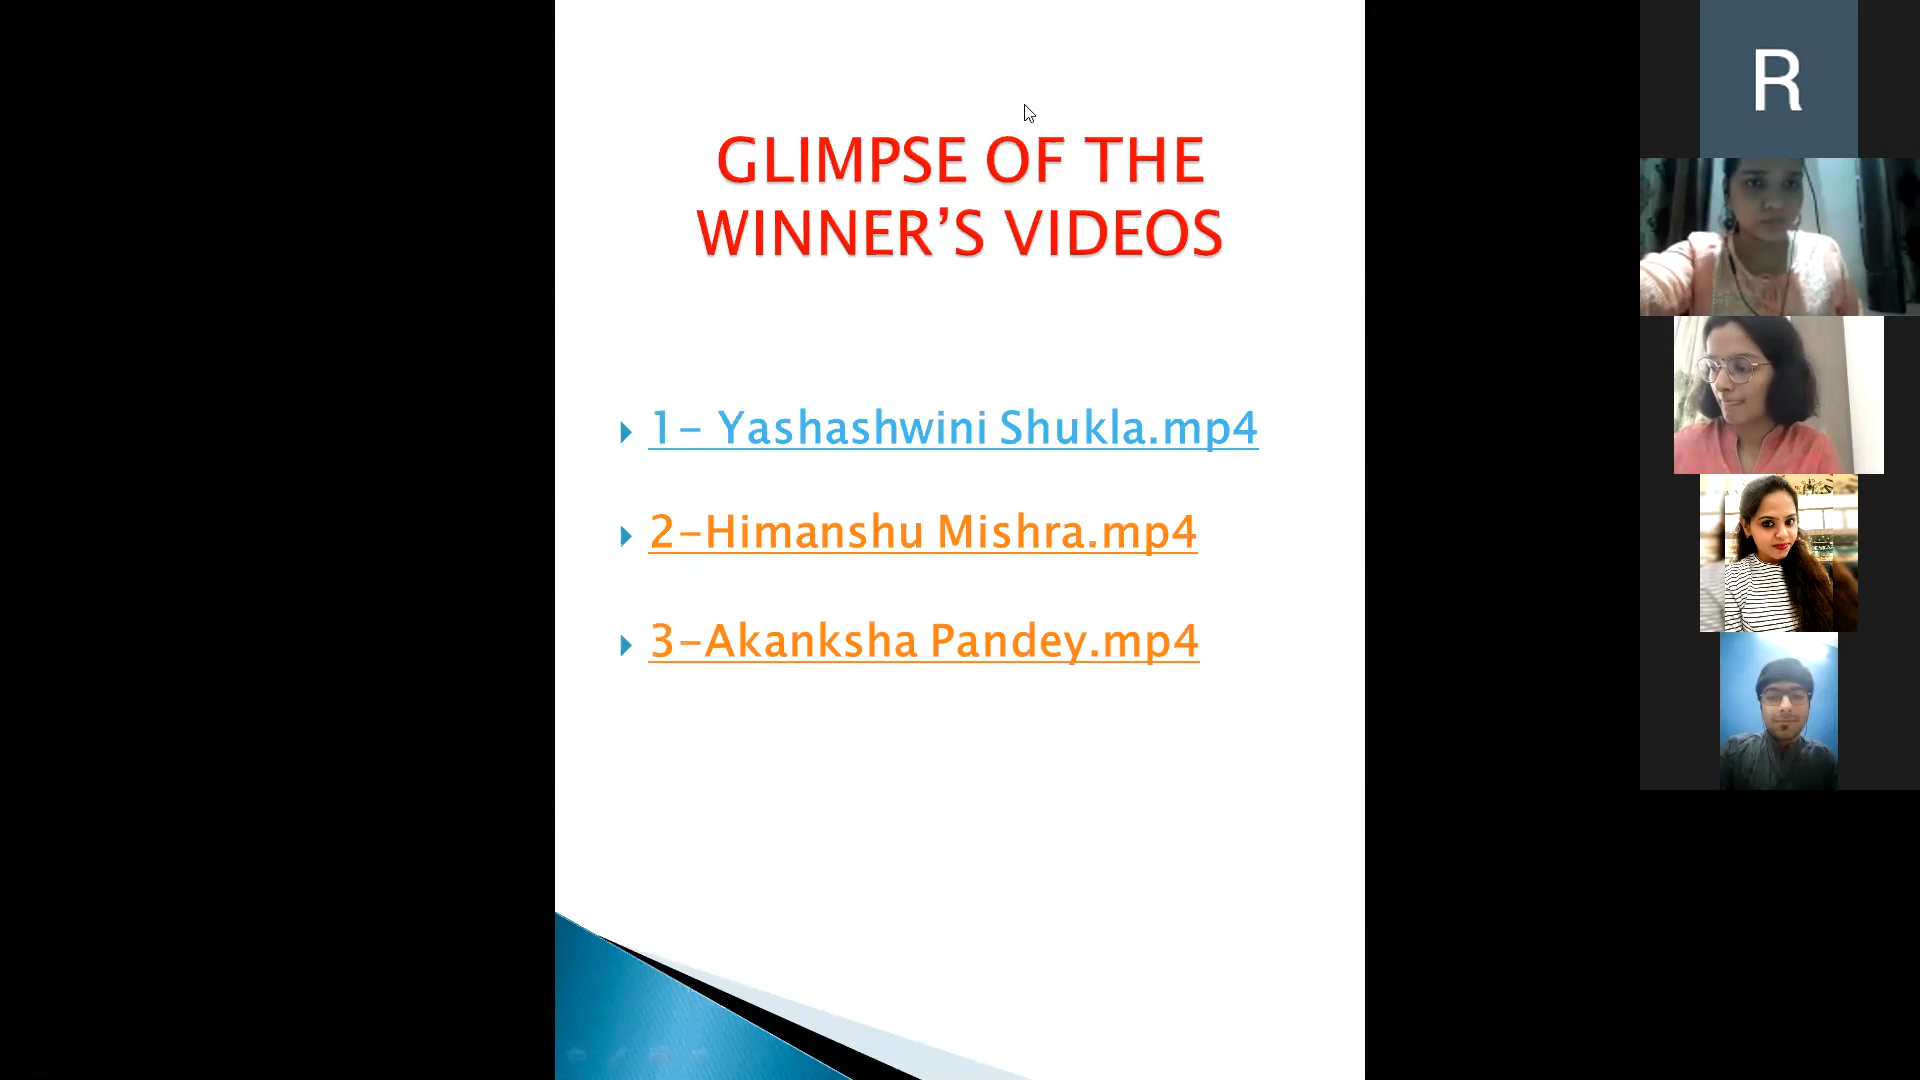 GLIMPSE OF THE
WINNER’S VIDEOS
1- Yashashwini Shukla.mp4
2-Himanshu Mishra.mp4
3-Akanksha Pandey.mp4
R